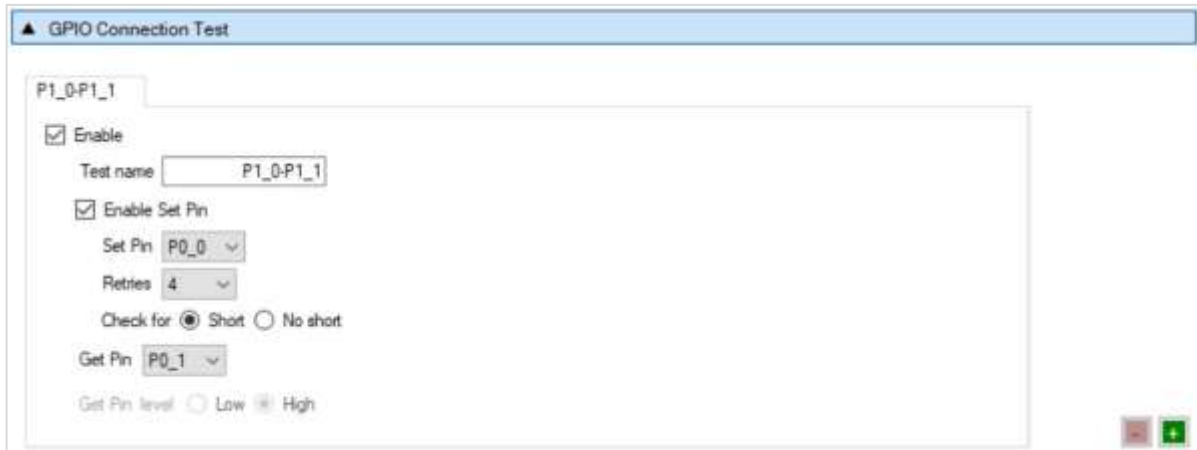 ▲ GPIO Connection Test
P1_0-P1_1
Enable
Test name P1_0-P1_1
Enable Set Pin
Set Pin P0_0
Retries 4
Check for Short No short
Get Pin P0_1
Get Pin level Low High
- +